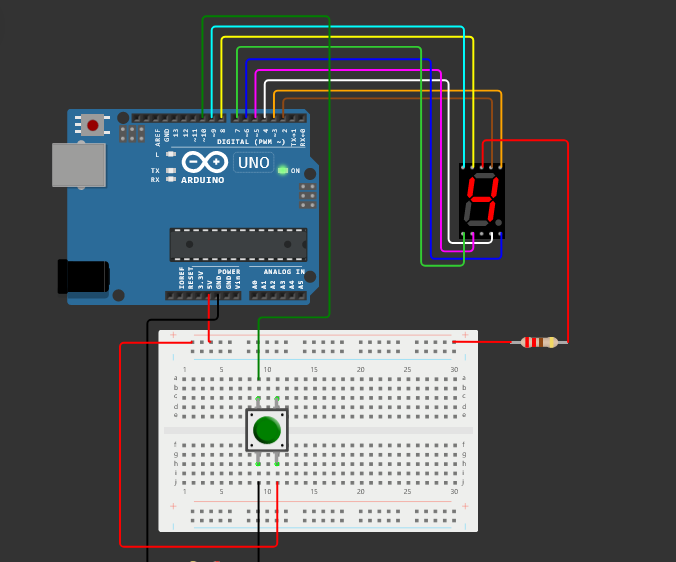 AREF
GND
13
12
~11
~10
~9
8
7
~6
~5
4
~3
2
TX→1
RX←0
DIGITAL (PWM ~)
L
TX
RX
UNO
ON
ARDUINO
IOREF
RESET
3.3V
5V
GND
GND
Vin
POWER
ANALOG IN
A0
A1
A2
A3
A4
A5
4
+ +
1 5 10 15 20 25 30
a a
b b
c c
d d
e e
f f
g g
h h
i i
j j
1 5 10 15 20 25 30
+ +